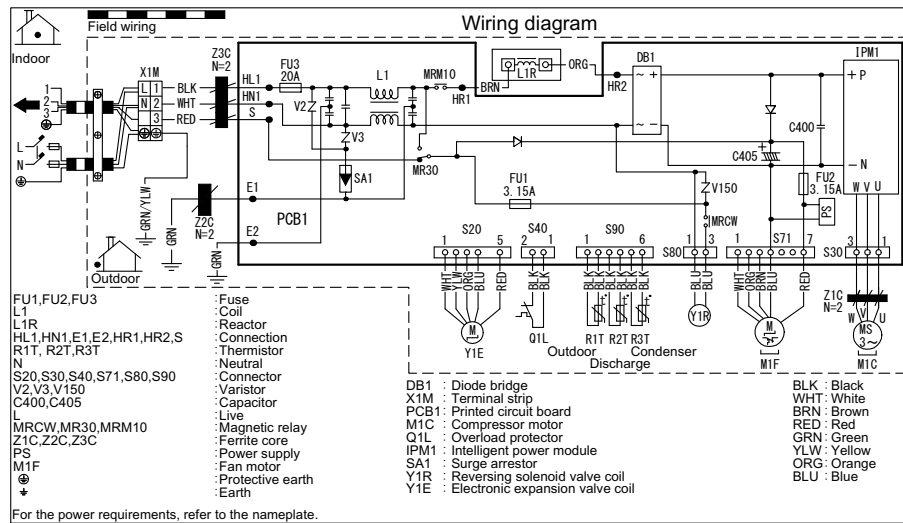 Wiring diagram
Field wiring
Indoor
Outdoor
1
2
3
L
N
X1M
L 1
N 2
3
BLK
WHT
RED
GRN/YLW
GRN
Z2C
N=2
GRN
Z3C
N=2
HL1
HN1
S
E1
E2
PCB1
FU3
20A
V2
V3
SA1
L1
MRM10
HR1
BRN
L1R
ORG
HR2
MR30
FU1
3.15A
DB1
~ +
~ -
V150
MRCW
C405
+
C400
FU2
3.15A
PS
IPM1
+P
-N
W V U
S20
1 5
WHT
YLW
ORG
BLU
RED
M
Y1E
S40
2 1
BLK
BLK
Q1L
S90
1 6
BLK
BLK
BLK
BLK
BLK
BLK
t°
t°
t°
R1T R2T R3T
Outdoor Condenser
Discharge
S80
1 3
BLU
BLU
Y1R
S71
1 7
WHT
ORG
BRN
BLU
RED
M
M1F
S30
3 1
Z1C
N=2
W V U
MS
3~
M1C
FU1,FU2,FU3 :Fuse
L1 :Coil
L1R :Reactor
HL1,HN1,E1,E2,HR1,HR2,S :Connection
R1T, R2T,R3T :Thermistor
N :Neutral
S20,S30,S40,S71,S80,S90 :Connector
V2,V3,V150 :Varistor
C400,C405 :Capacitor
L :Live
MRCW,MR30,MRM10 :Magnetic relay
Z1C,Z2C,Z3C :Ferrite core
PS :Power supply
M1F :Fan motor
:Protective earth
:Earth
DB1 : Diode bridge
X1M : Terminal strip
PCB1 : Printed circuit board
M1C : Compressor motor
Q1L : Overload protector
IPM1 : Intelligent power module
SA1 : Surge arrestor
Y1R : Reversing solenoid valve coil
Y1E : Electronic expansion valve coil
BLK : Black
WHT : White
BRN : Brown
RED : Red
GRN : Green
YLW : Yellow
ORG : Orange
BLU : Blue
For the power requirements, refer to the nameplate.